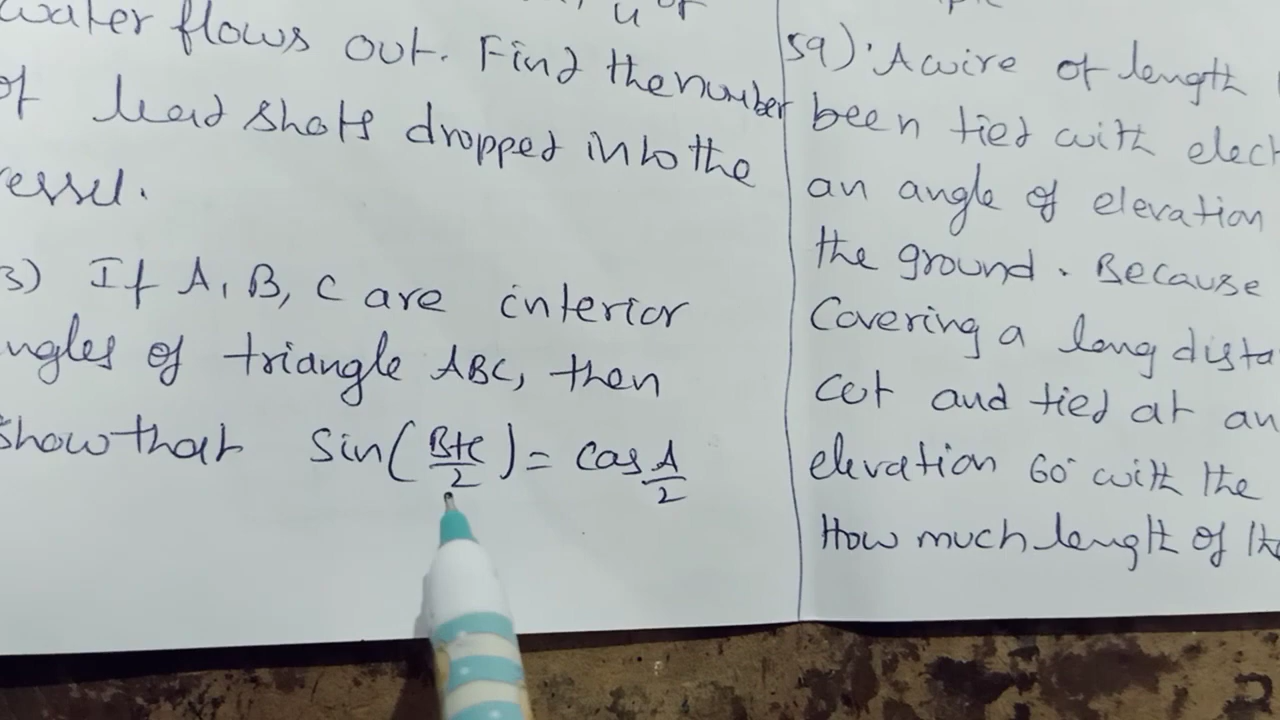 water flows out. Find the number
of lead shots dropped into the
essel.
3) If A, B, C are interior
ngles of triangle ABC, then
show that Sin(B+C/2) = cos A/2
59) A wire of length
been tied with elect
an angle of elevation
the ground. Because
Covering a long dista
cut and tied at an
elevation 60° with the
How much length of the